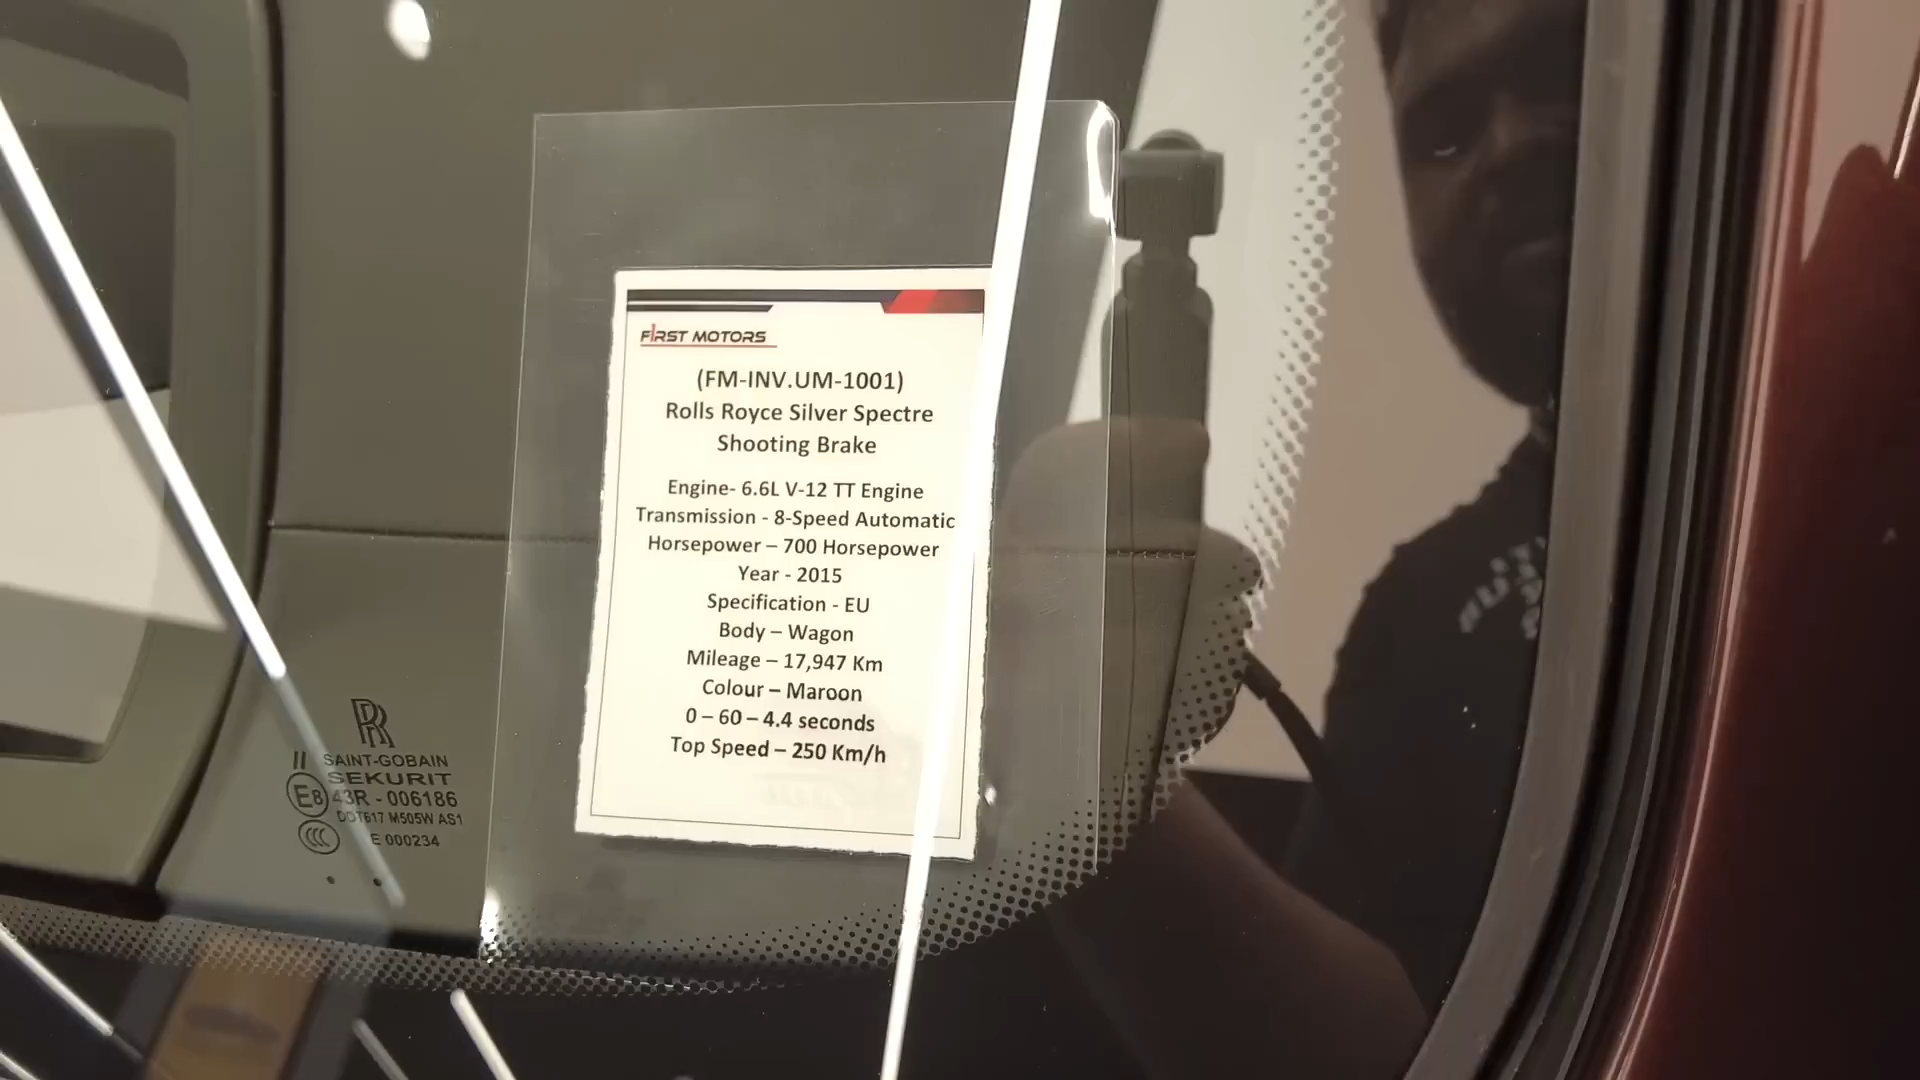 FIRST MOTORS
(FM-INV.UM-1001)
Rolls Royce Silver Spectre
Shooting Brake
Engine- 6.6L V-12 TT Engine
Transmission - 8-Speed Automatic
Horsepower – 700 Horsepower
Year - 2015
Specification - EU
Body – Wagon
Mileage – 17,947 Km
Colour – Maroon
0 – 60 – 4.4 seconds
Top Speed – 250 Km/h
RR
II SAINT-GOBAIN
SEKURIT
E8 43R - 006186
DOT617 M505W AS1
CCC E 000234